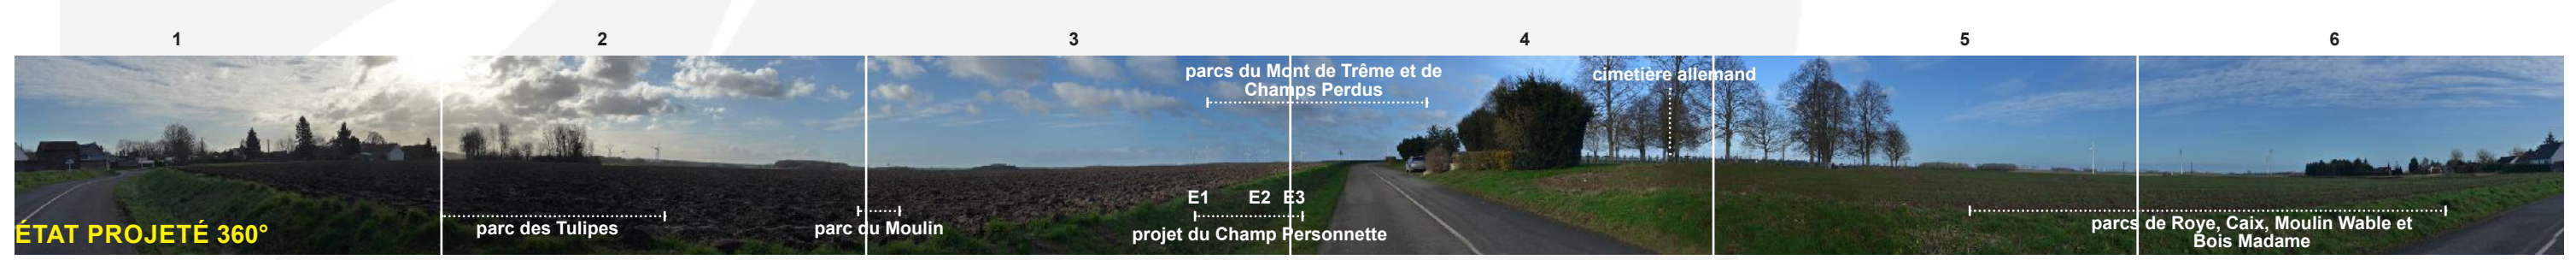 1 2 3 4 5 6
parcs du Mont de Trême et de
Champs Perdus
cimetière allemand
E1 E2 E3
ÉTAT PROJETÉ 360°
parc des Tulipes
parc du Moulin
projet du Champ Personnette
parcs de Roye, Caix, Moulin Wable et
Bois Madame